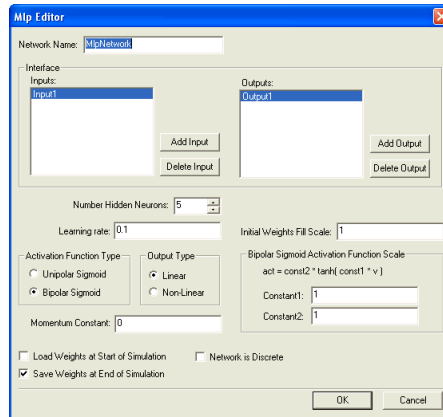 Mlp Editor
Network Name: MlpNetwork
Interface
Inputs: Outputs:
Input1 Output1
Add Input Add Output
Delete Input Delete Output
Number Hidden Neurons: 5
Learning rate: 0.1 Initial Weights Fill Scale: 1
Activation Function Type Output Type Bipolar Sigmoid Activation Function Scale
act = const2 * tanh( const1 * v )
Unipolar Sigmoid Linear
Bipolar Sigmoid Non-Linear Constant1: 1
Constant2: 1
Momentum Constant: 0
Load Weights at Start of Simulation Network is Discrete
Save Weights at End of Simulation
OK Cancel